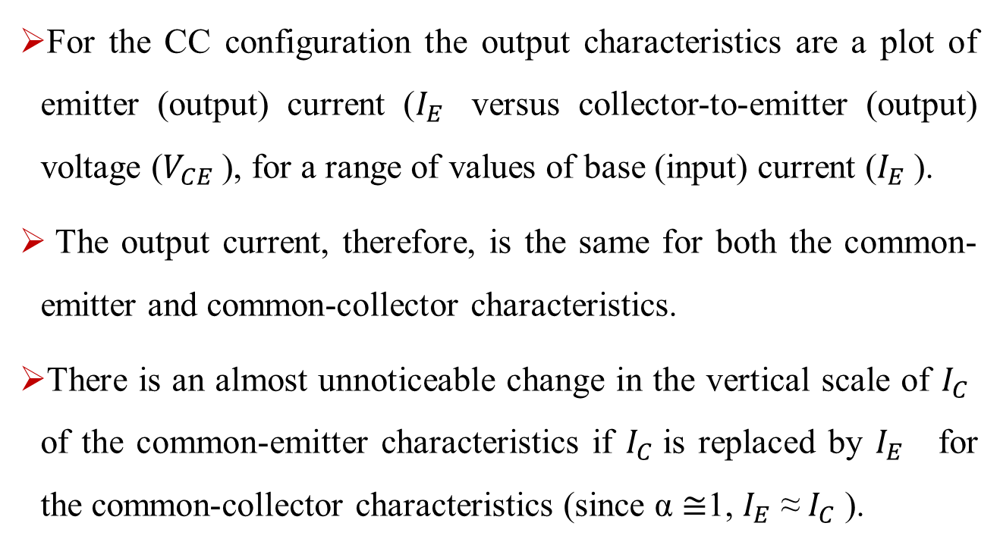 ➢For the CC configuration the output characteristics are a plot of
emitter (output) current (I_E versus collector-to-emitter (output)
voltage (V_CE ), for a range of values of base (input) current (I_E ).
➢ The output current, therefore, is the same for both the common-
emitter and common-collector characteristics.
➢There is an almost unnoticeable change in the vertical scale of I_C
of the common-emitter characteristics if I_C is replaced by I_E for
the common-collector characteristics (since α ≅1, I_E ≈ I_C ).